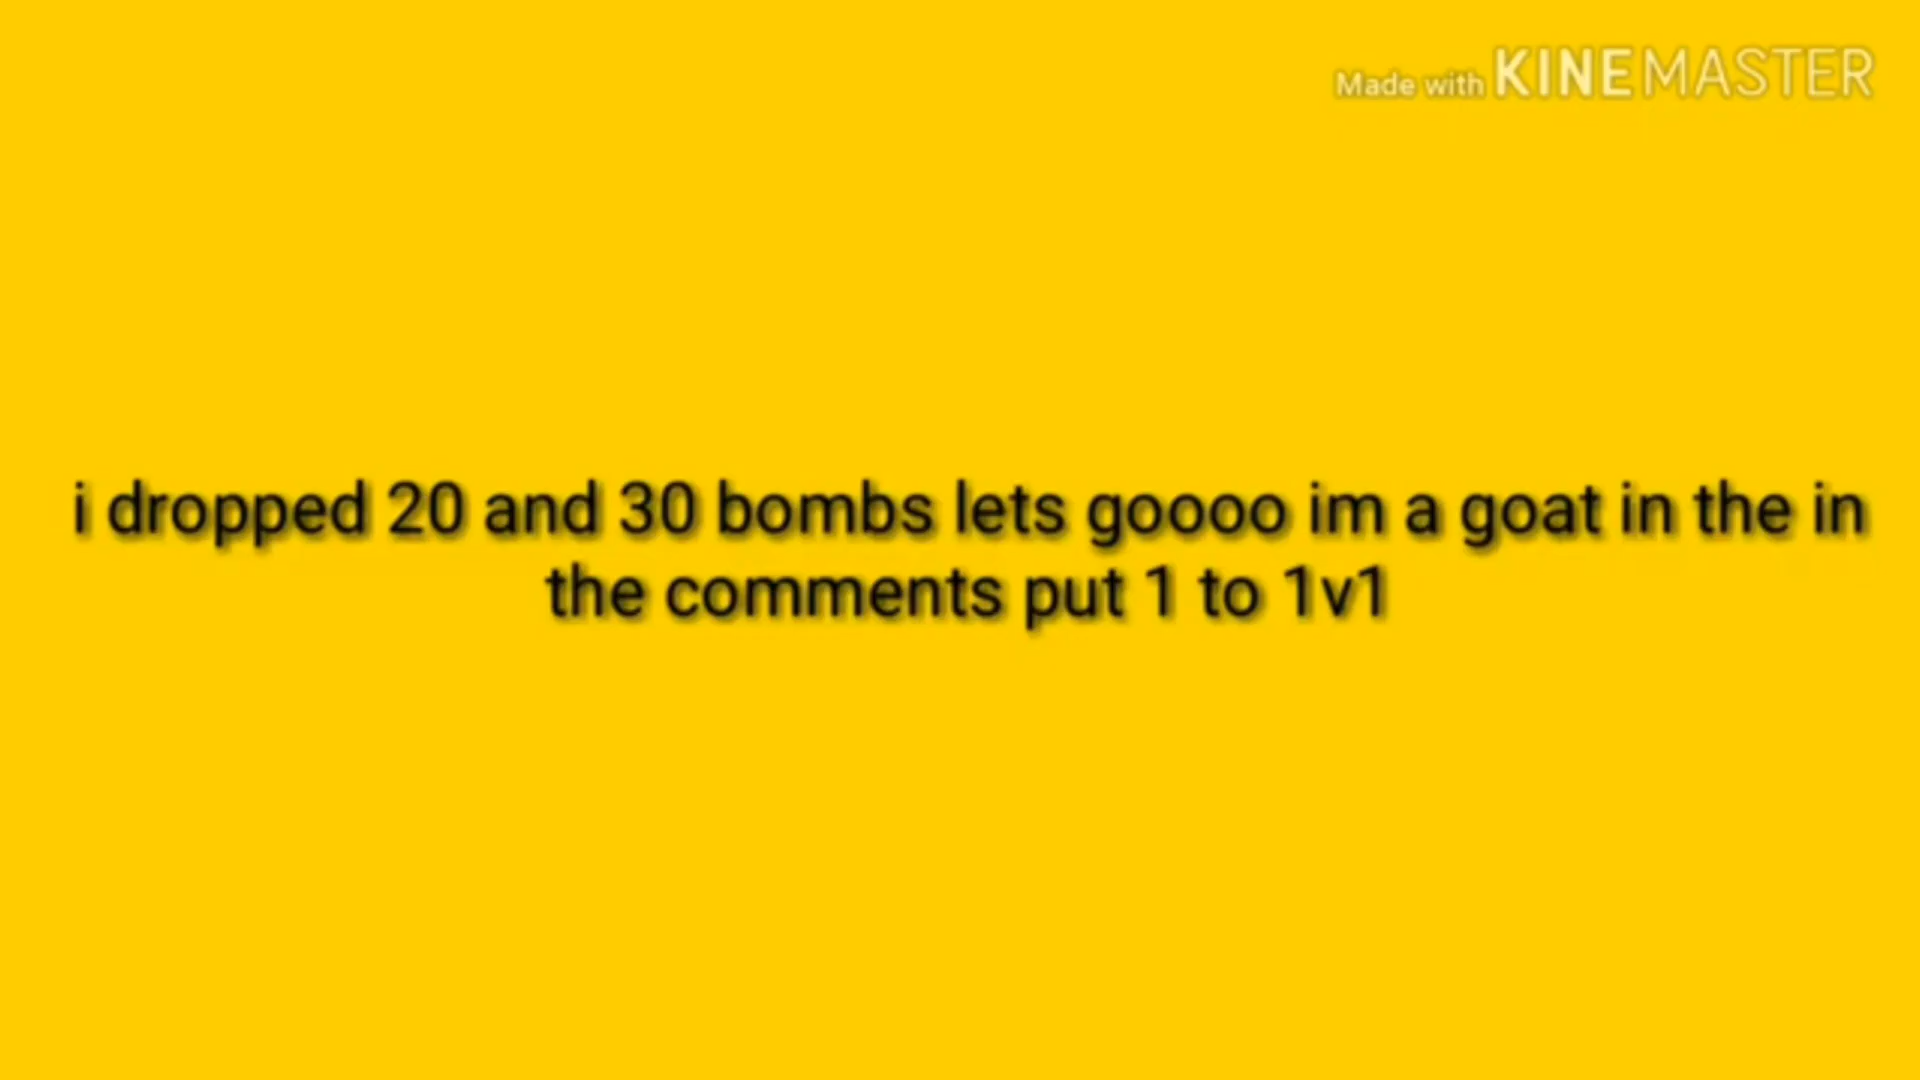 Made with KINEMASTER
i dropped 20 and 30 bombs lets goooo im a goat in the in
the comments put 1 to 1v1